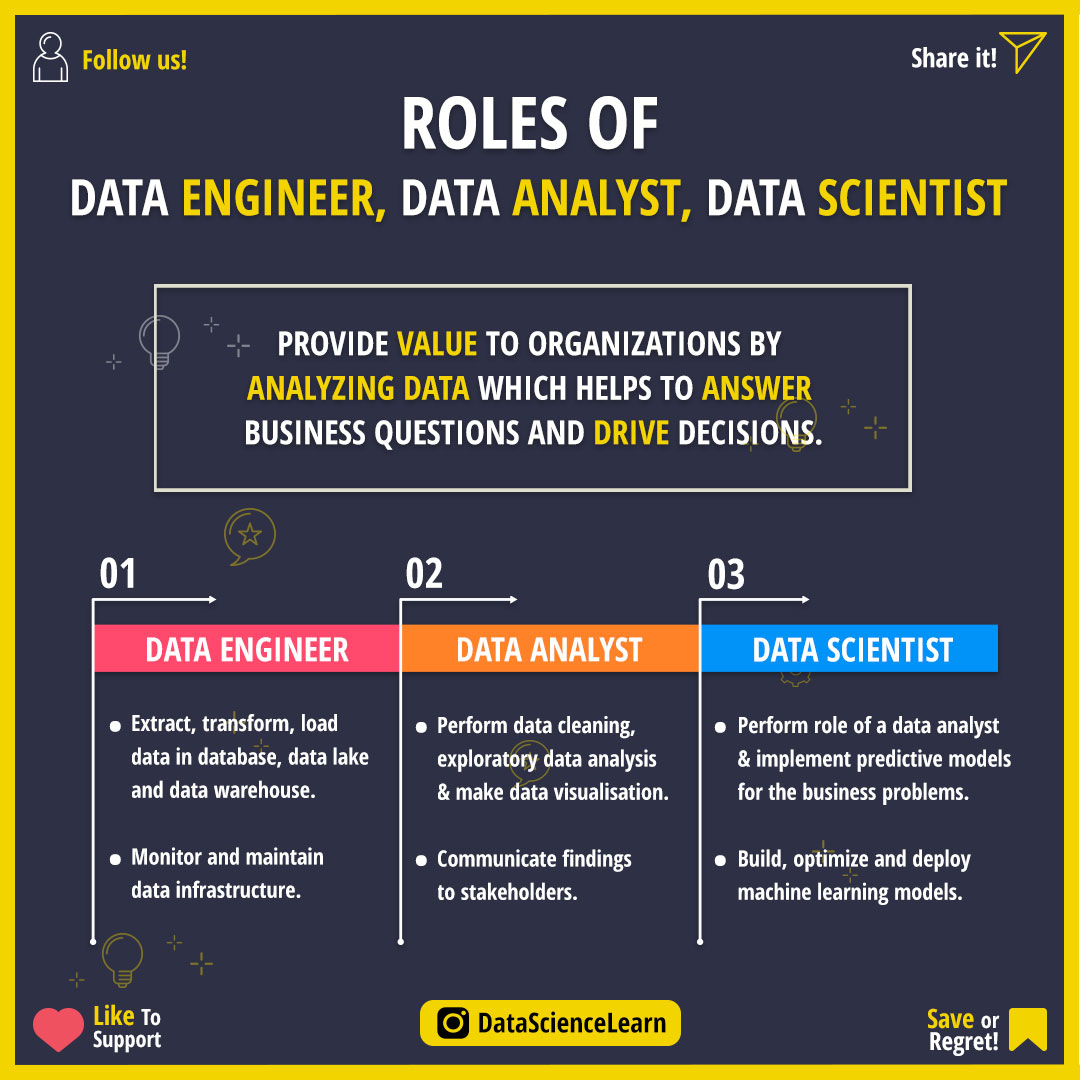 Follow us!
Share it!
ROLES OF
DATA ENGINEER, DATA ANALYST, DATA SCIENTIST
PROVIDE VALUE TO ORGANIZATIONS BY
ANALYZING DATA WHICH HELPS TO ANSWER
BUSINESS QUESTIONS AND DRIVE DECISIONS.
01
DATA ENGINEER
• Extract, transform, load
data in database, data lake
and data warehouse.
• Monitor and maintain
data infrastructure.
02
DATA ANALYST
• Perform data cleaning,
exploratory data analysis
& make data visualisation.
• Communicate findings
to stakeholders.
03
DATA SCIENTIST
• Perform role of a data analyst
& implement predictive models
for the business problems.
• Build, optimize and deploy
machine learning models.
Like To
Support
DataScienceLearn
Save or
Regret!